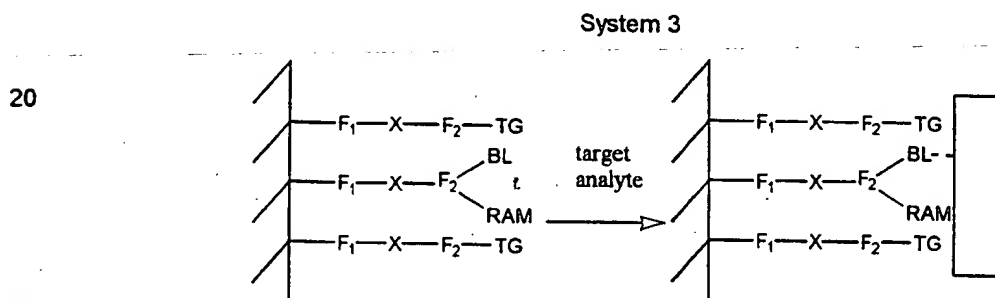 System 3
20
F₁—X—F₂—TG F₁—X—F₂—TG
BL target BL-
F₁—X—F₂ analyte F₁—X—F₂
RAM RAM
F₁—X—F₂—TG F₁—X—F₂—TG